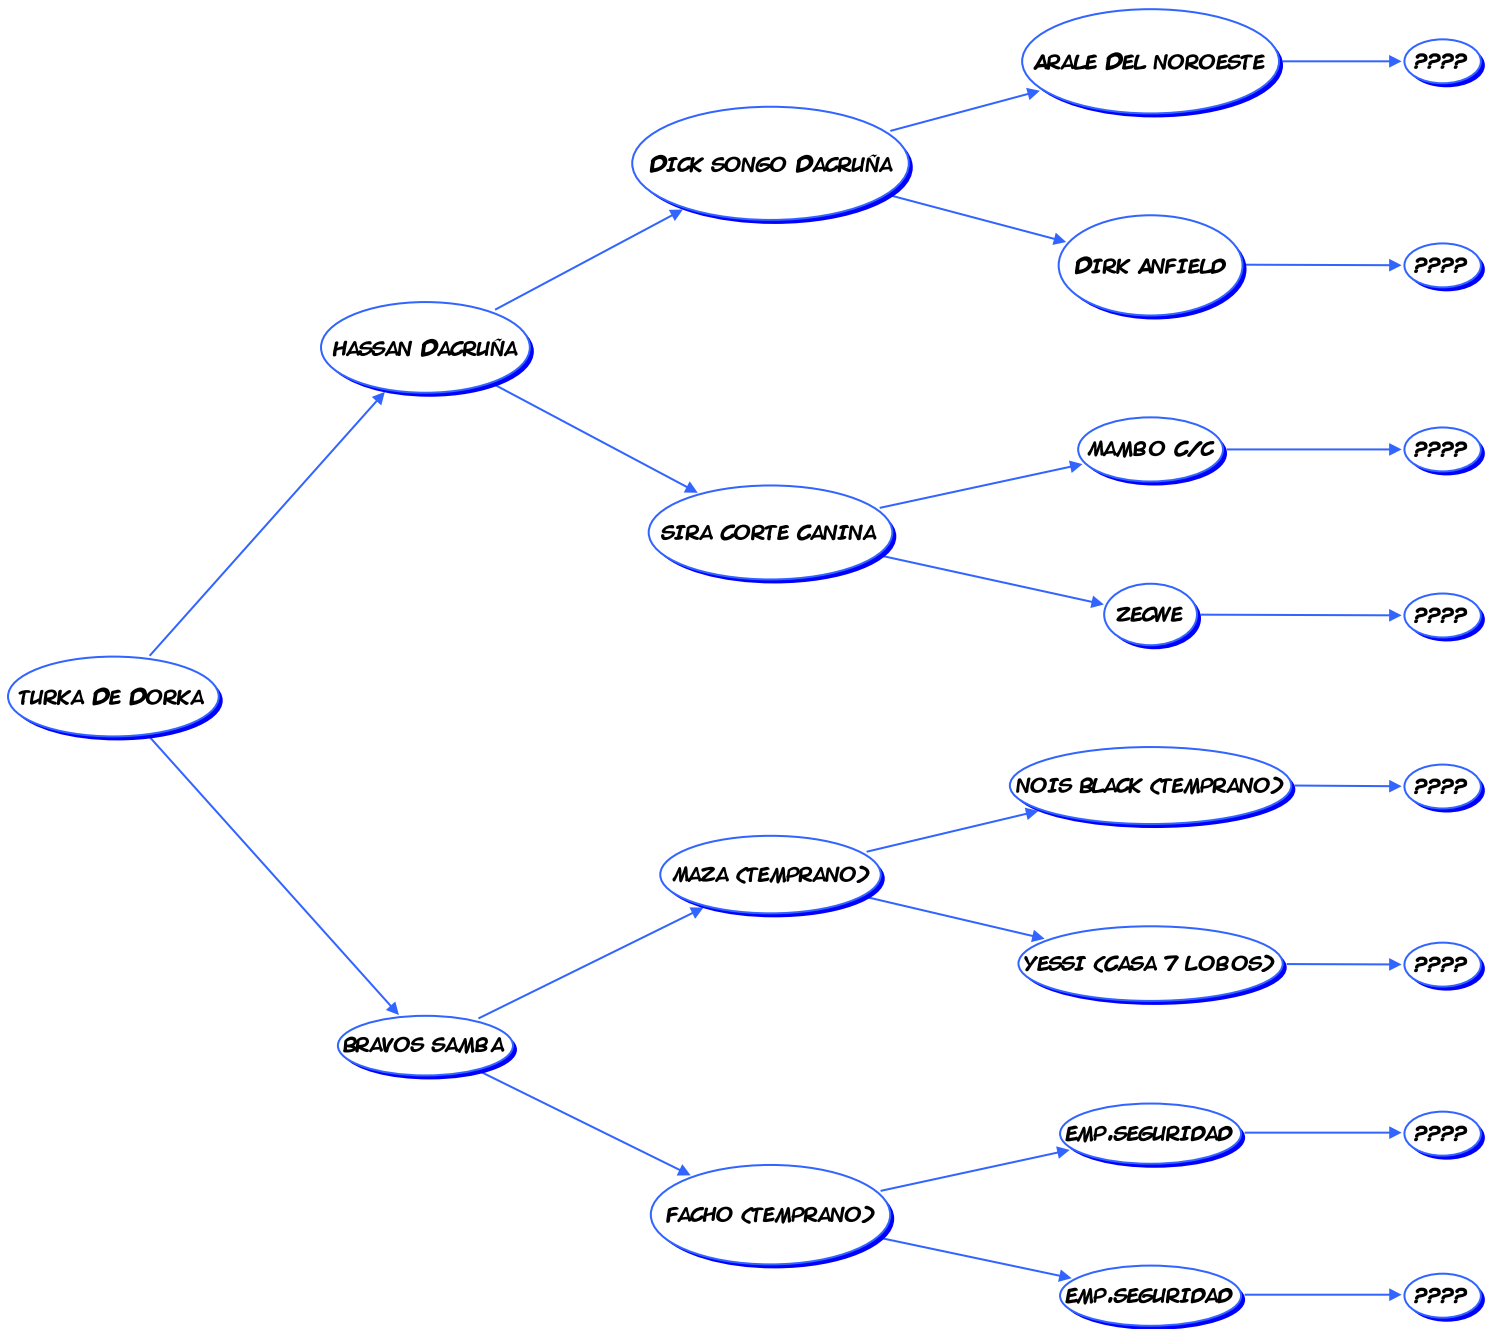 ARALE DEL NOROESTE
????
DICK SONGO DACRUÑA
DIRK ANFIELD
????
HASSAN DACRUÑA
MAMBO C/C
????
SIRA CORTE CANINA
ZEOWE
????
TURKA DE DORKA
NOIS BLACK (TEMPRANO)
????
MAZA (TEMPRANO)
YESSI (CASA 7 LOBOS)
????
BRAVOS SAMBA
EMP.SEGURIDAD
????
FACHO (TEMPRANO)
EMP.SEGURIDAD
????